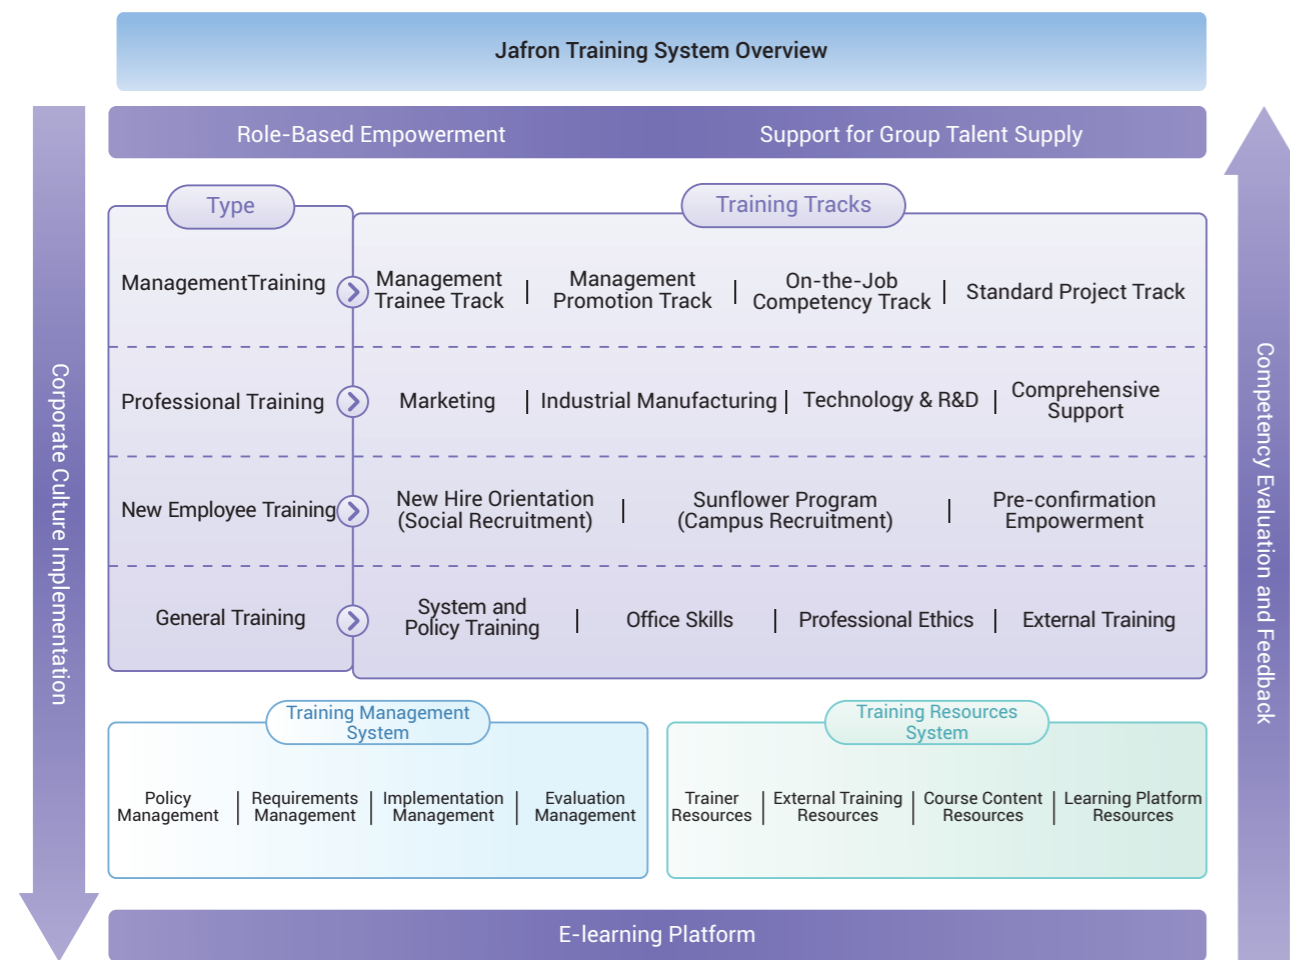 Jafron Training System Overview
Role-Based Empowerment
Support for Group Talent Supply
Type
Training Tracks
ManagementTraining
Management
Trainee Track
Management
Promotion Track
On-the-Job
Competency Track
Standard Project Track
Professional Training
Marketing
Industrial Manufacturing
Technology & R&D
Comprehensive
Support
New Employee Training
New Hire Orientation
(Social Recruitment)
Sunflower Program
(Campus Recruitment)
Pre-confirmation
Empowerment
General Training
System and
Policy Training
Office Skills
Professional Ethics
External Training
Training Management
System
Policy
Management
Requirements
Management
Implementation
Management
Evaluation
Management
Training Resources
System
Trainer
Resources
External Training
Resources
Course Content
Resources
Learning Platform
Resources
E-learning Platform
Corporate Culture Implementation
Competency Evaluation and Feedback